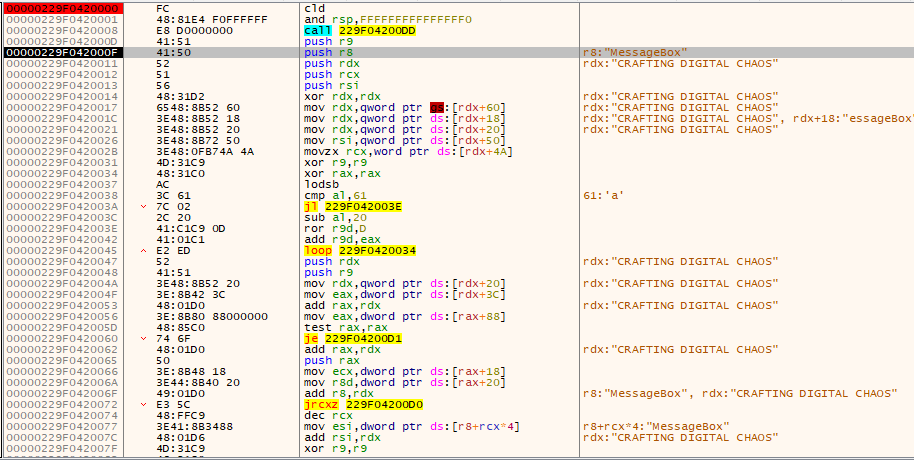 00000229F0420000 FC cld
00000229F0420001 48:81E4 F0FFFFFF and rsp,FFFFFFFFFFFFFFF0
00000229F0420008 E8 D0000000 call 229F04200DD
00000229F042000D 41:51 push r9
00000229F042000F 41:50 push r8 r8:"MessageBox"
00000229F0420011 52 push rdx rdx:"CRAFTING DIGITAL CHAOS"
00000229F0420012 51 push rcx
00000229F0420013 56 push rsi
00000229F0420014 48:31D2 xor rdx,rdx rdx:"CRAFTING DIGITAL CHAOS"
00000229F0420017 6548:8B52 60 mov rdx,qword ptr gs:[rdx+60] rdx:"CRAFTING DIGITAL CHAOS"
00000229F042001C 3E48:8B52 18 mov rdx,qword ptr ds:[rdx+18] rdx:"CRAFTING DIGITAL CHAOS", rdx+18:"essageBox"
00000229F0420021 3E48:8B52 20 mov rdx,qword ptr ds:[rdx+20] rdx:"CRAFTING DIGITAL CHAOS"
00000229F0420026 3E48:8B72 50 mov rsi,qword ptr ds:[rdx+50]
00000229F042002B 3E48:0FB74A 4A movzx rcx,word ptr ds:[rdx+4A]
00000229F0420031 4D:31C9 xor r9,r9
00000229F0420034 48:31C0 xor rax,rax
00000229F0420037 AC lodsb
00000229F0420038 3C 61 cmp al,61 61:'a'
00000229F042003A 7C 02 jl 229F042003E
00000229F042003C 2C 20 sub al,20
00000229F042003E 41:C1C9 0D ror r9d,D
00000229F0420042 41:01C1 add r9d,eax
00000229F0420045 E2 ED loop 229F0420034
00000229F0420047 52 push rdx rdx:"CRAFTING DIGITAL CHAOS"
00000229F0420048 41:51 push r9
00000229F042004A 3E48:8B52 20 mov rdx,qword ptr ds:[rdx+20] rdx:"CRAFTING DIGITAL CHAOS"
00000229F042004F 3E:8B42 3C mov eax,dword ptr ds:[rdx+3C]
00000229F0420053 48:01D0 add rax,rdx rdx:"CRAFTING DIGITAL CHAOS"
00000229F0420056 3E:8B80 88000000 mov eax,dword ptr ds:[rax+88]
00000229F042005D 48:85C0 test rax,rax
00000229F0420060 74 6F je 229F04200D1
00000229F0420062 48:01D0 add rax,rdx rdx:"CRAFTING DIGITAL CHAOS"
00000229F0420065 50 push rax
00000229F0420066 3E:8B48 18 mov ecx,dword ptr ds:[rax+18]
00000229F042006A 3E44:8B40 20 mov r8d,dword ptr ds:[rax+20]
00000229F042006F 49:01D0 add r8,rdx r8:"MessageBox", rdx:"CRAFTING DIGITAL CHAOS"
00000229F0420072 E3 5C jrcxz 229F04200D0
00000229F0420074 48:FFC9 dec rcx
00000229F0420077 3E41:8B3488 mov esi,dword ptr ds:[r8+rcx*4] r8+rcx*4:"MessageBox"
00000229F042007C 48:01D6 add rsi,rdx rdx:"CRAFTING DIGITAL CHAOS"
00000229F042007F 4D:31C9 xor r9,r9